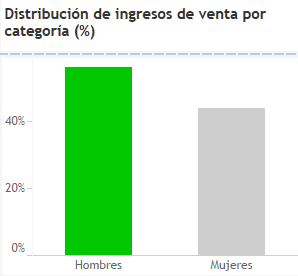 Distribución de ingresos de venta por
categoría (%)
40%
20%
0%
Hombres
Mujeres